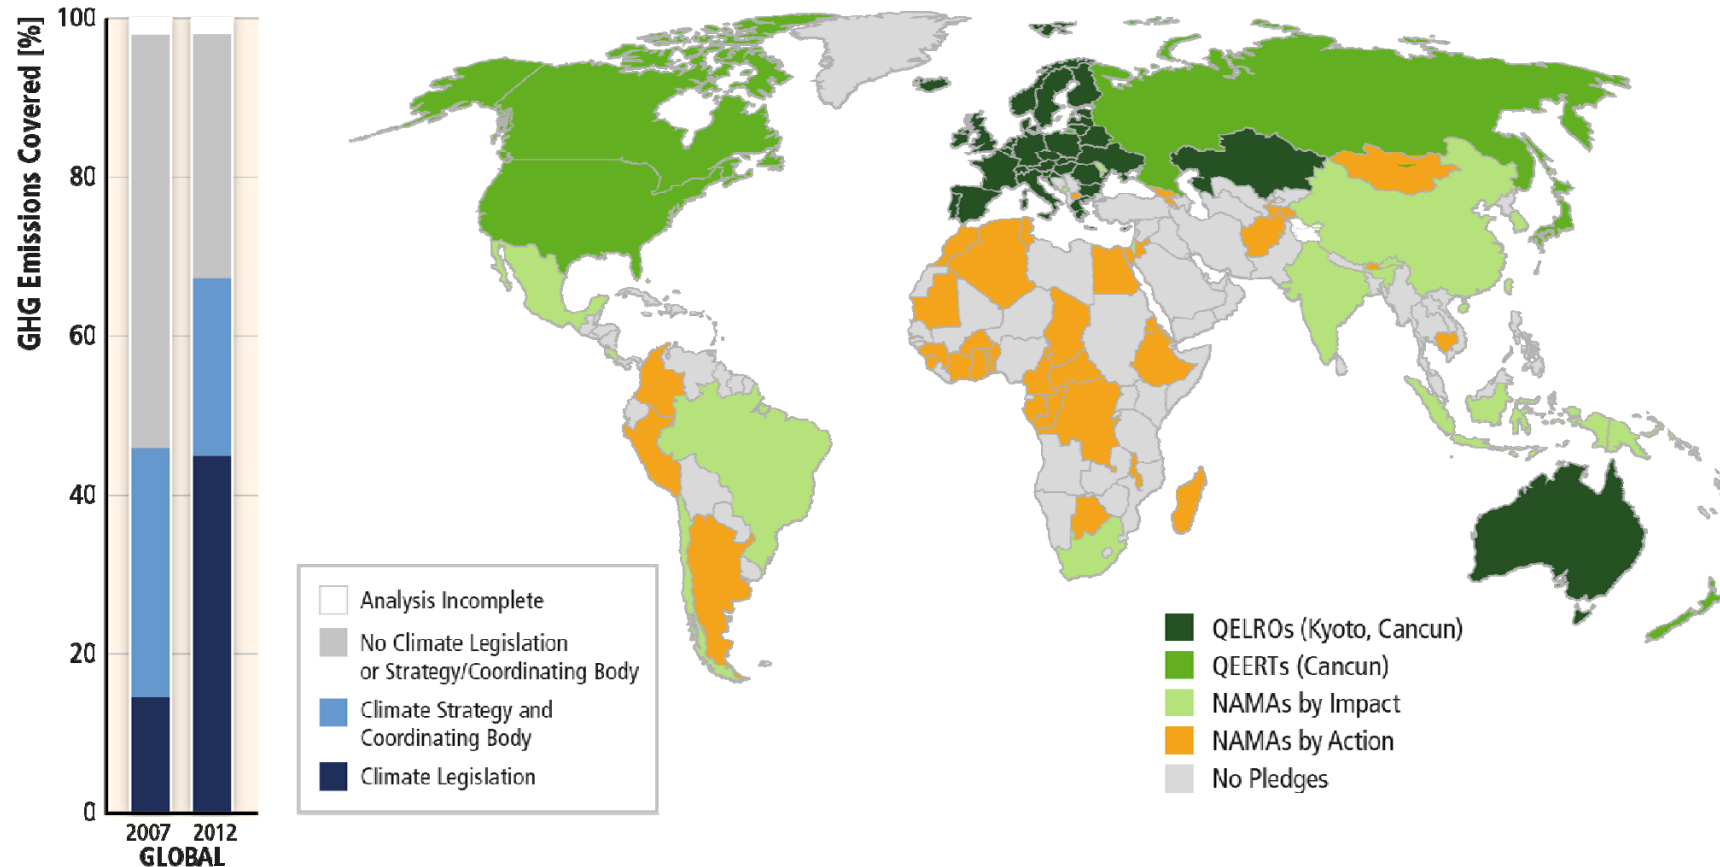 GHG Emissions Covered [%]
100
80
60
40
20
0
2007 2012
GLOBAL
Analysis Incomplete
No Climate Legislation
or Strategy/Coordinating Body
Climate Strategy and
Coordinating Body
Climate Legislation
QELROs (Kyoto, Cancun)
QEERTs (Cancun)
NAMAs by Impact
NAMAs by Action
No Pledges